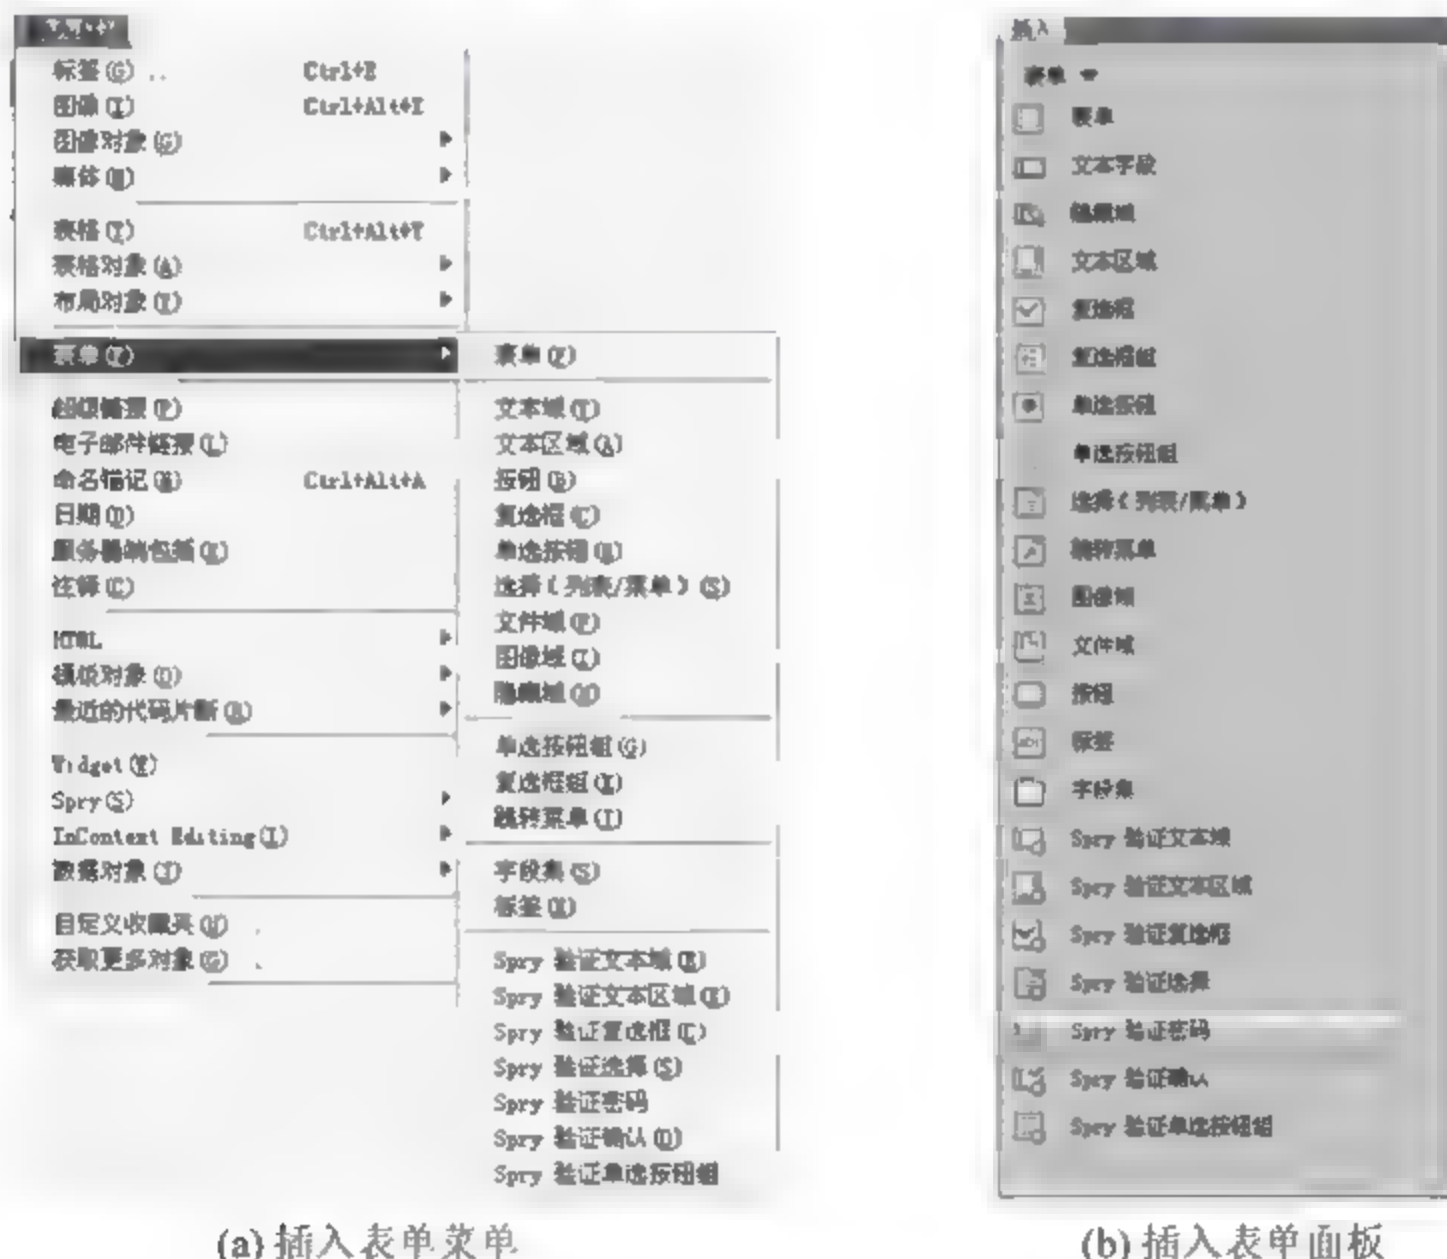 标签(G)... Ctrl+E
图像(I) Ctrl+Alt+I
图像对象(G)
媒体(M)
表格(T) Ctrl+Alt+T
表格对象(A)
布局对象(Y)
表单(F)
超级链接(P)
电子邮件链接(L)
命名锚记(N) Ctrl+Alt+A
日期(D)
服务器端包括(E)
注释(C)
HTML
模板对象(O)
最近的代码片断(R)
Widget(W)
Spry(S)
InContext Editing(I)
数据对象(J)
自定义收藏夹(U)
获取更多对象(G)
表单(F)
文本域(T)
文本区域(A)
按钮(B)
复选框(C)
单选按钮(R)
选择(列表/菜单)(S)
文件域(F)
图像域(I)
隐藏域(H)
单选按钮组(G)
复选框组(X)
跳转菜单(J)
字段集(S)
标签(X)
Spry 验证文本域(E)
Spry 验证文本区域(E)
Spry 验证复选框(C)
Spry 验证选择(S)
Spry 验证密码
Spry 验证确认(D)
Spry 验证单选按钮组
(a) 插入表单菜单
插入
表单
表单
文本字段
隐藏域
文本区域
复选框
复选框组
单选按钮
单选按钮组
选择(列表/菜单)
跳转菜单
图像域
文件域
按钮
标签
字段集
Spry 验证文本域
Spry 验证文本区域
Spry 验证复选框
Spry 验证选择
Spry 验证密码
Spry 验证确认
Spry 验证单选按钮组
(b) 插入表单面板